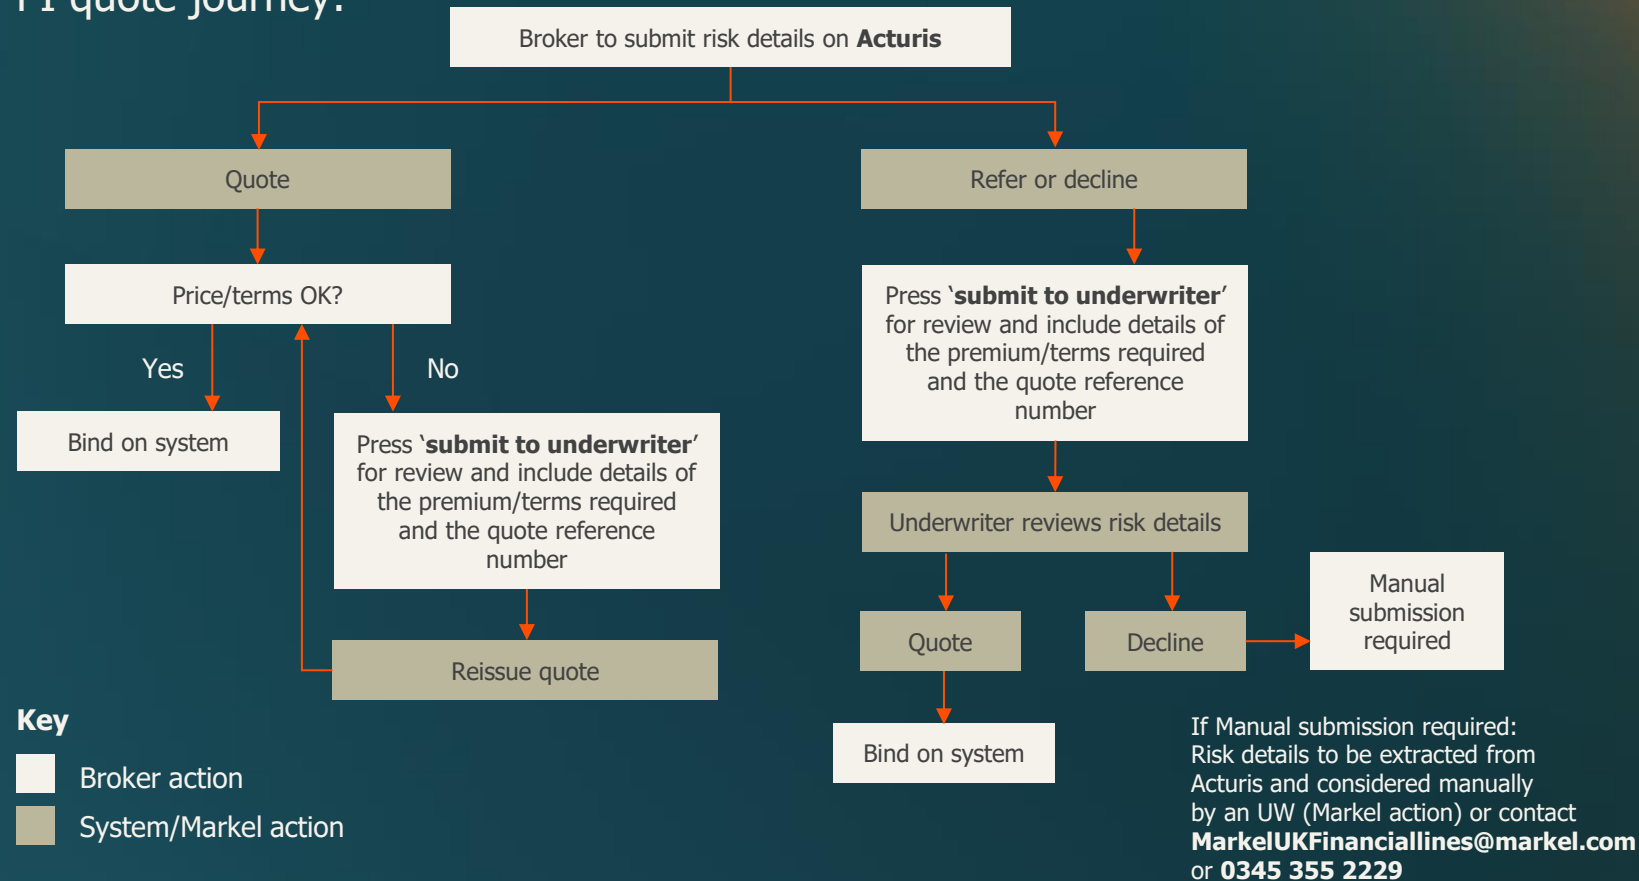 PI quote journey:
Broker to submit risk details on Acturis
Quote
Refer or decline
Price/terms OK?
Press ‘submit to underwriter’
for review and include details of
the premium/terms required
and the quote reference
number
Yes
No
Bind on system
Press ‘submit to underwriter’
for review and include details of
the premium/terms required
and the quote reference
number
Underwriter reviews risk details
Manual
submission
required
Quote
Decline
Reissue quote
Bind on system
Key
Broker action
System/Markel action
If Manual submission required:
Risk details to be extracted from
Acturis and considered manually
by an UW (Markel action) or contact
MarkelUKFinanciallines@markel.com
or 0345 355 2229